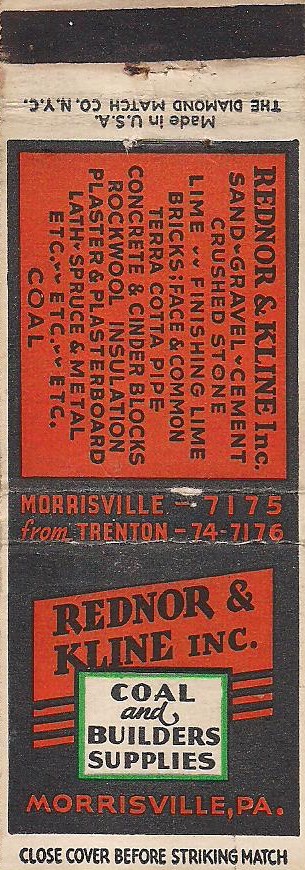 Made in U.S.A.
THE DIAMOND MATCH CO. N.Y.C.
REDNOR & KLINE Inc.
SAND · GRAVEL · CEMENT
CRUSHED STONE
LIME ~ FINISHING LIME
BRICKS: FACE & COMMON
TERRA COTTA PIPE
CONCRETE & CINDER BLOCKS
ROCKWOOL INSULATION
PLASTER & PLASTERBOARD
LATH · SPRUCE & METAL
ETC. ~ ETC. ~ ETC.
COAL
MORRISVILLE - 7175
from TRENTON - 74-7176
REDNOR &
KLINE INC.
COAL
and
BUILDERS
SUPPLIES
MORRISVILLE, PA.
CLOSE COVER BEFORE STRIKING MATCH